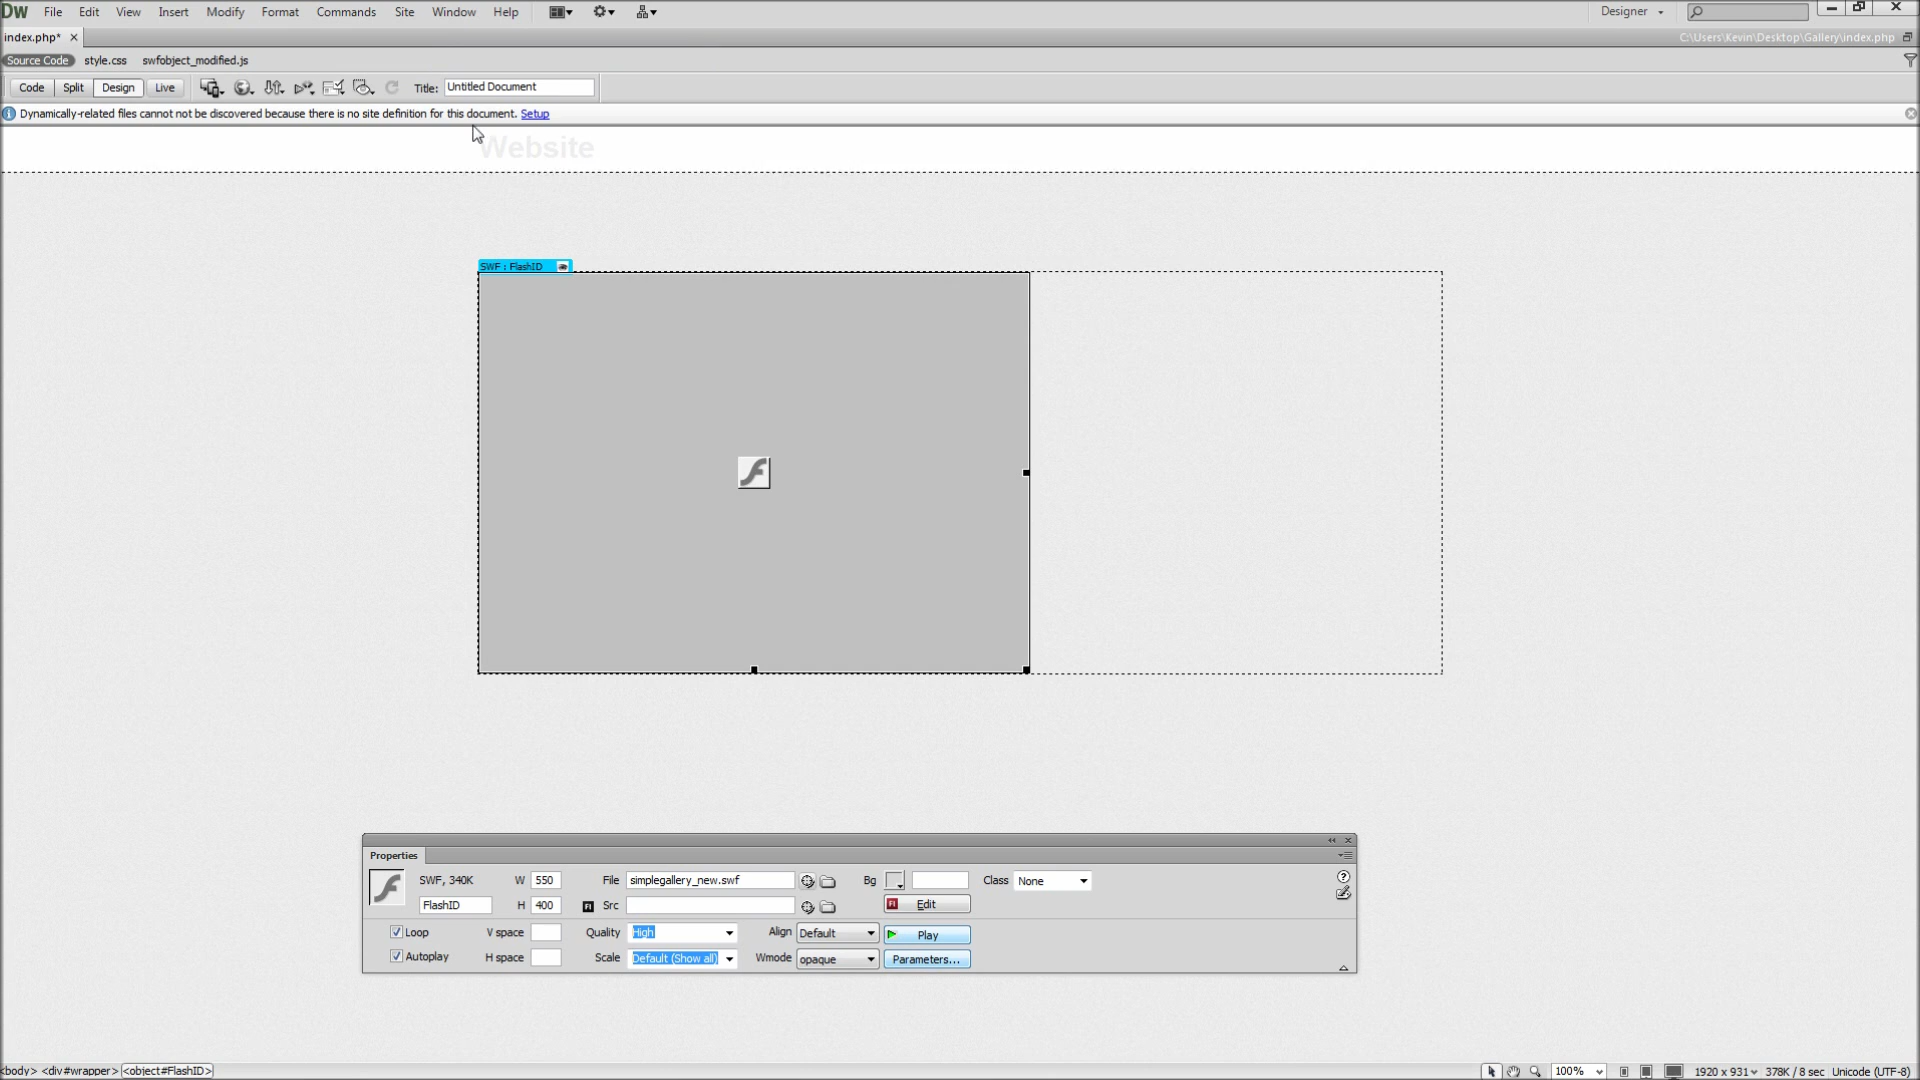 DW File Edit View Insert Modify Format Commands Site Window Help Designer
index.php* C:\Users\Kevin\Desktop\Gallery\index.php
Source Code style.css swfobject_modified.js
Code Split Design Live Title: Untitled Document
Dynamically-related files cannot not be discovered because there is no site definition for this document. Setup
Website
SWF : FlashID
Properties
SWF, 340K W 550 File simplegallery_new.swf Bg Class None
FlashID H 400 Src Edit
Loop V space Quality High Align Default Play
Autoplay H space Scale Default (Show all) Wmode opaque Parameters...
<body> <div#wrapper> <object#FlashID> 100% 1920 x 931 378K / 8 sec Unicode (UTF-8)